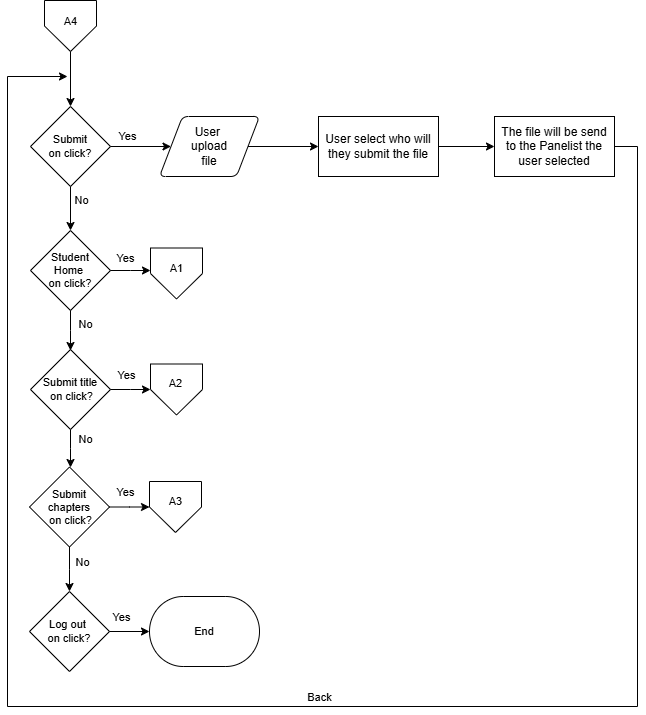 A4
Submit
on click?
Yes
User
upload
file
User select who will
they submit the file
The file will be send
to the Panelist the
user selected
No
Student
Home
on click?
Yes
A1
No
Submit title
on click?
Yes
A2
No
Submit
chapters
on click?
Yes
A3
No
Log out
on click?
Yes
End
Back